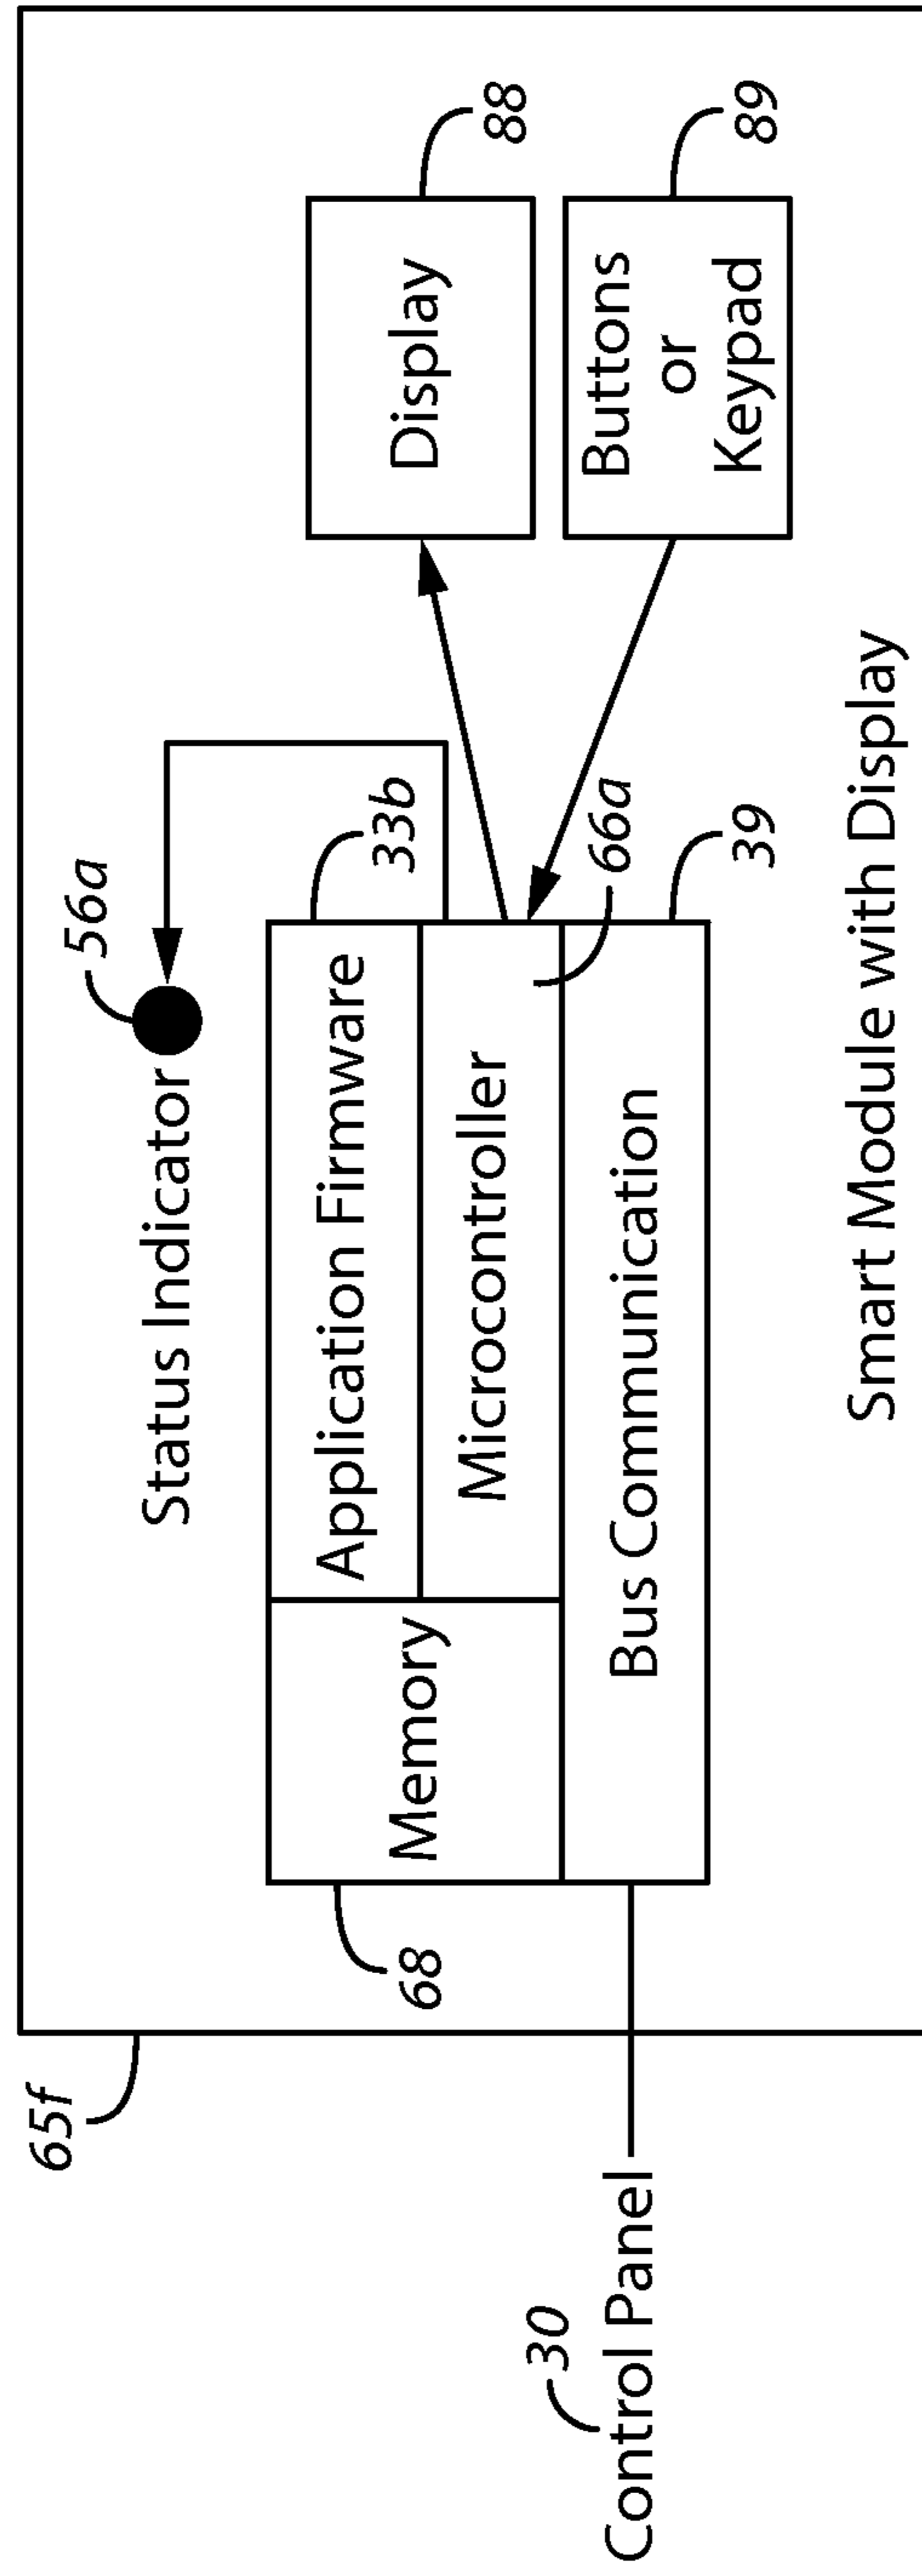 65f
56a
Status Indicator
68
33b
Memory
Application Firmware
Microcontroller
66a
Bus Communication
39
Display
88
Buttons
or
Keypad
89
30
Control Panel
Smart Module with Display